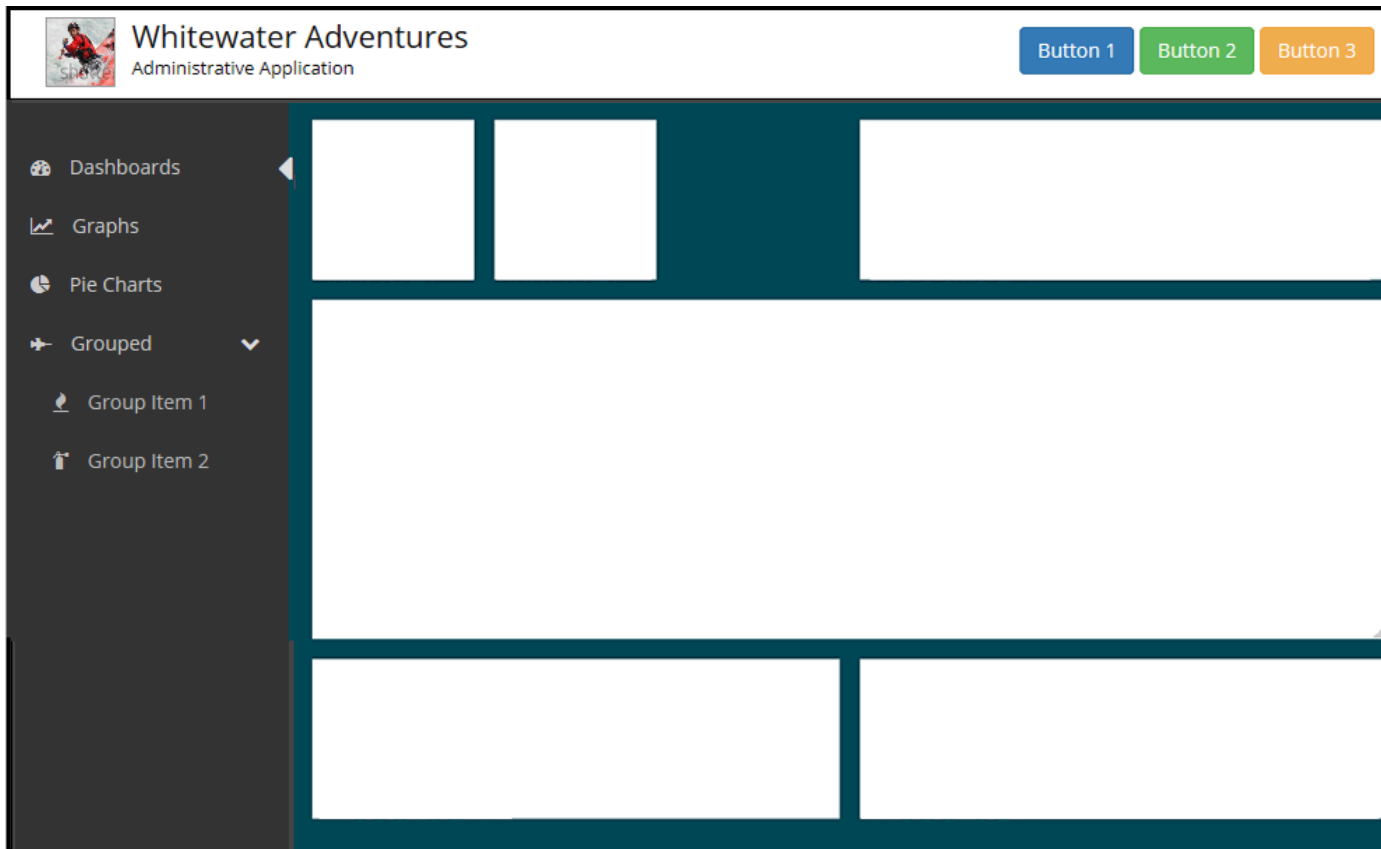 Whitewater Adventures
Administrative Application
Button 1
Button 2
Button 3
Dashboards
Graphs
Pie Charts
Grouped
Group Item 1
Group Item 2